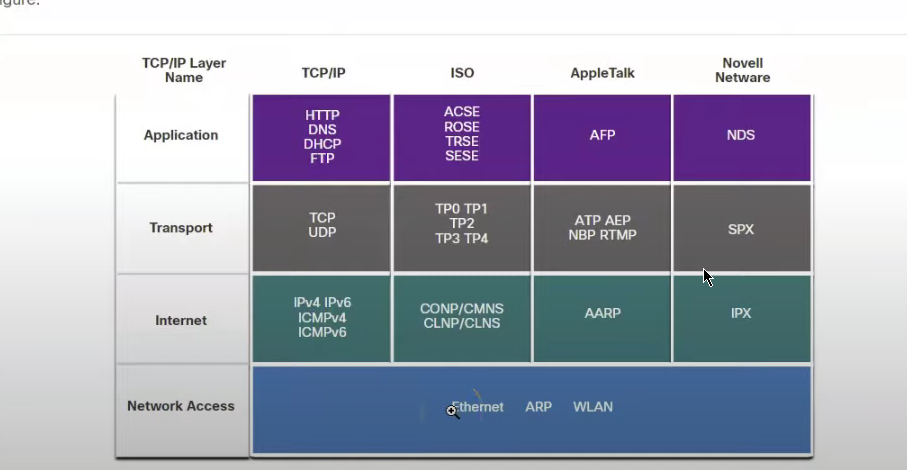 igure.
TCP/IP Layer
Name
TCP/IP
ISO
AppleTalk
Novell
Netware
Application
HTTP
DNS
DHCP
FTP
ACSE
ROSE
TRSE
SESE
AFP
NDS
Transport
TCP
UDP
TP0 TP1
TP2
TP3 TP4
ATP AEP
NBP RTMP
SPX
Internet
IPv4 IPv6
ICMPv4
ICMPv6
CONP/CMNS
CLNP/CLNS
AARP
IPX
Network Access
Ethernet ARP WLAN